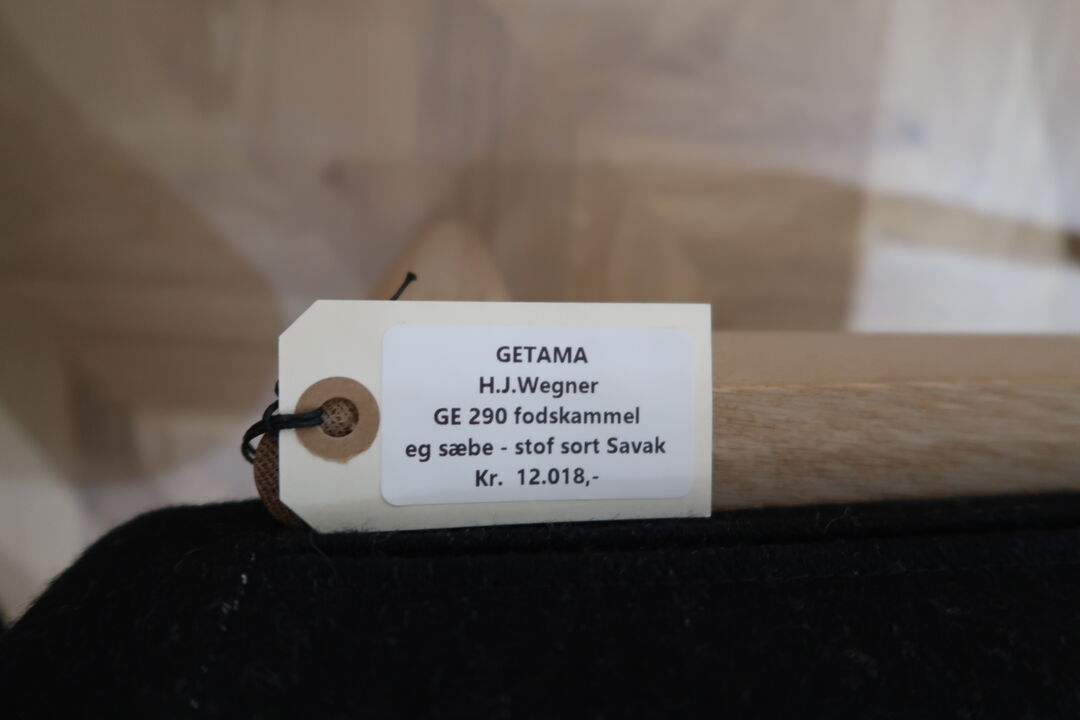 GETAMA
H.J.Wegner
GE 290 fodskammel
eg sæbe - stof sort Savak
Kr.  12.018,-